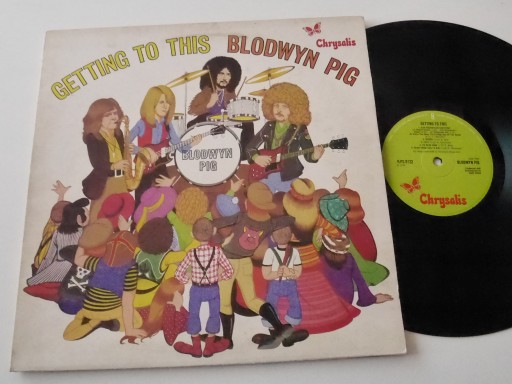 GETTING TO THIS BLODWYN PIG
Chrysalis
BLODWYN
PIG
GETTING TO THIS
BLODWYN PIG
Chrysalis